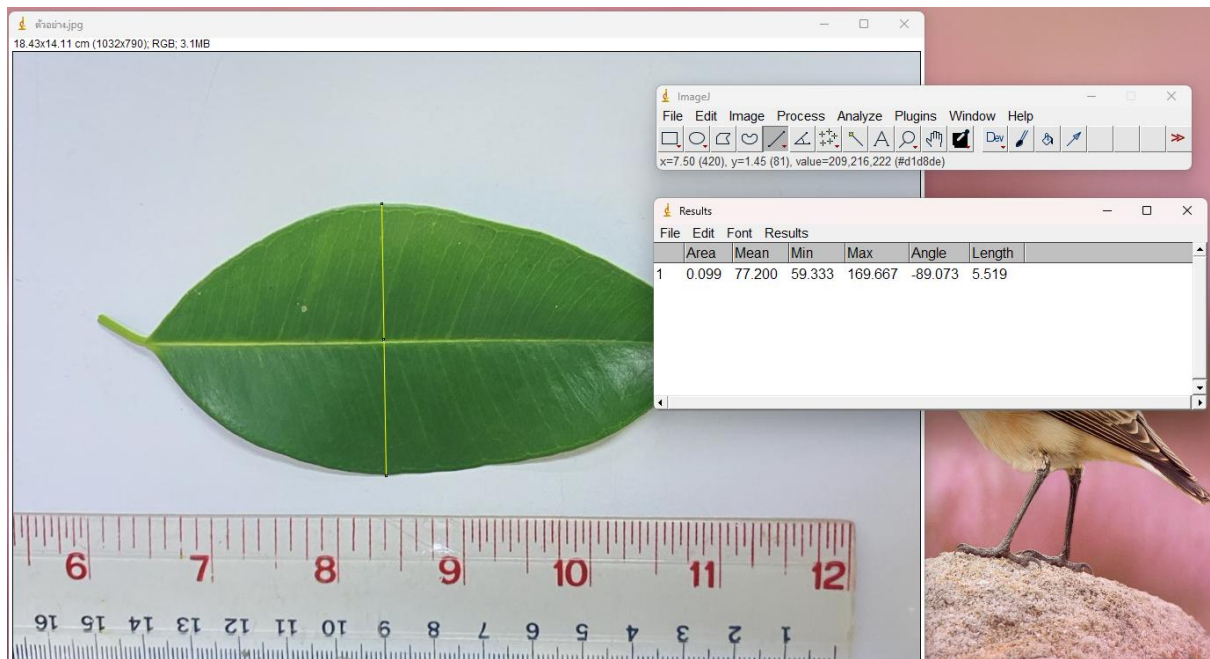 ตัวอย่าง.jpg
18.43x14.11 cm (1032x790); RGB; 3.1MB
ImageJ
File Edit Image Process Analyze Plugins Window Help
Dev
x=7.50 (420), y=1.45 (81), value=209,216,222 (#d1d8de)
Results
File Edit Font Results
Area Mean Min Max Angle Length
1 0.099 77.200 59.333 169.667 -89.073 5.519
6 7 8 9 10 11 12
16 15 14 13 12 11 10 9 8 7 6 5 4 3 2 1